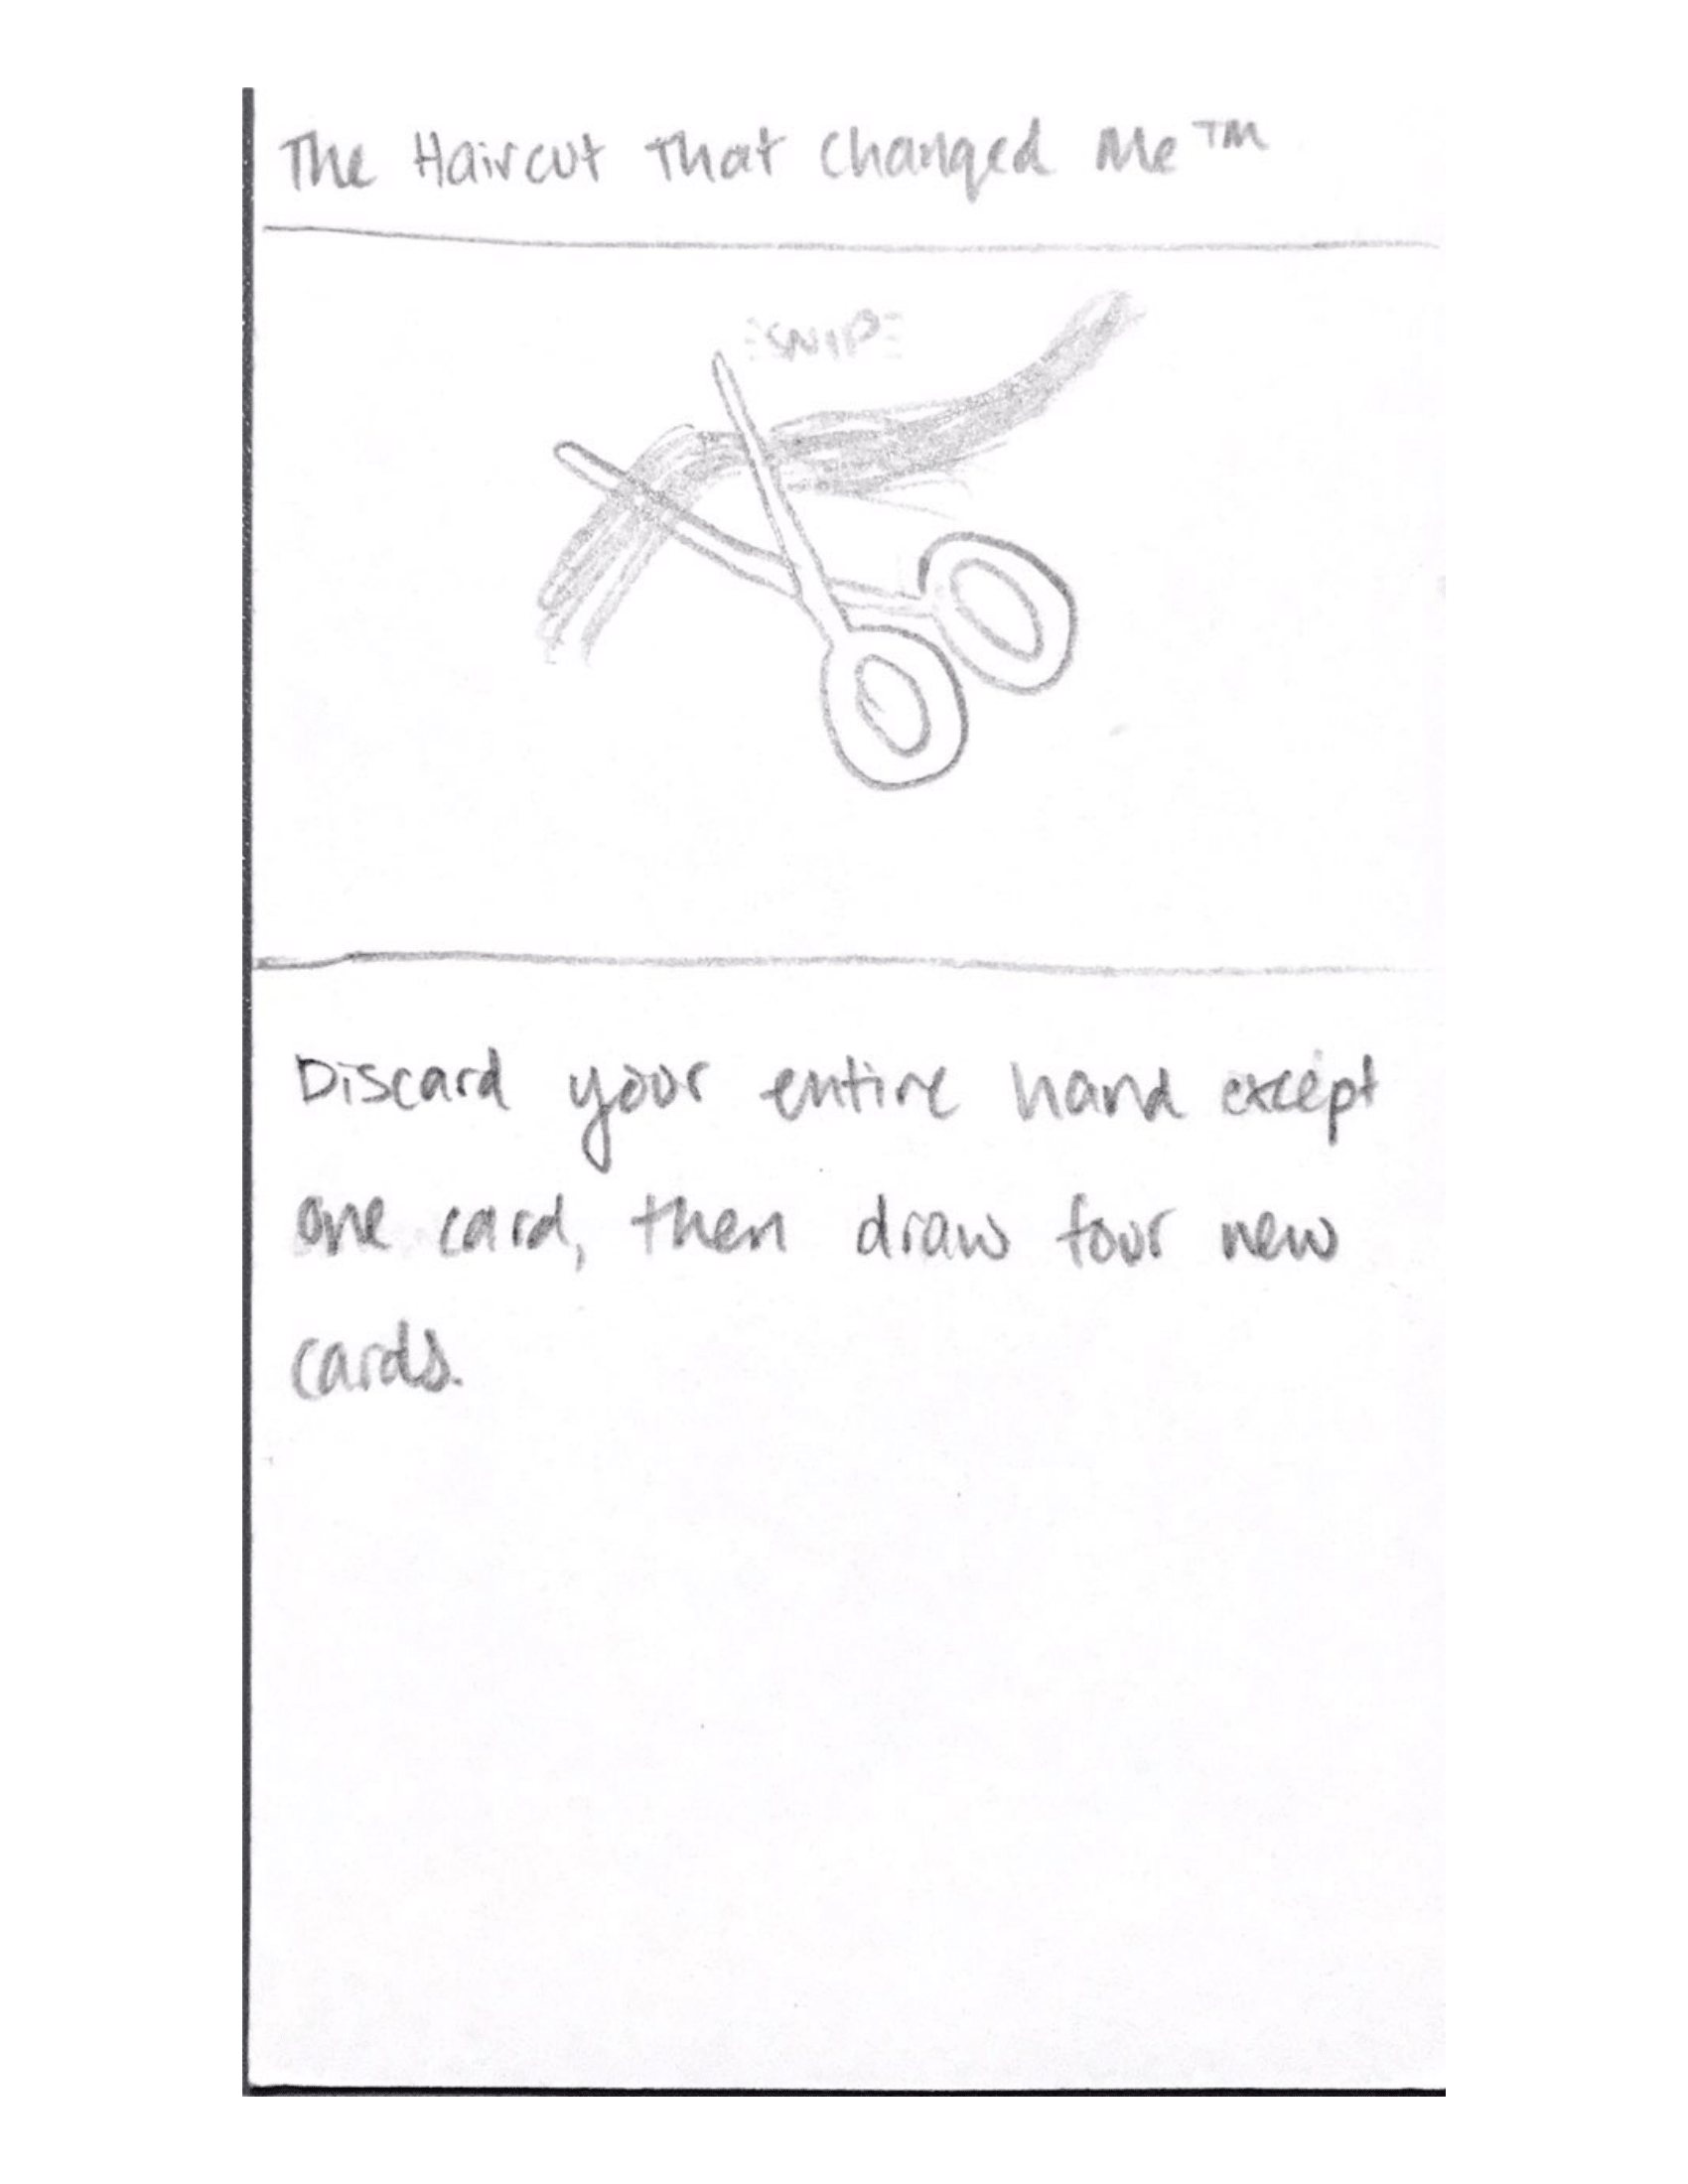 The Haircut That Changed Me™
SNIP
Discard your entire hand except
one card, then draw four new
cards.